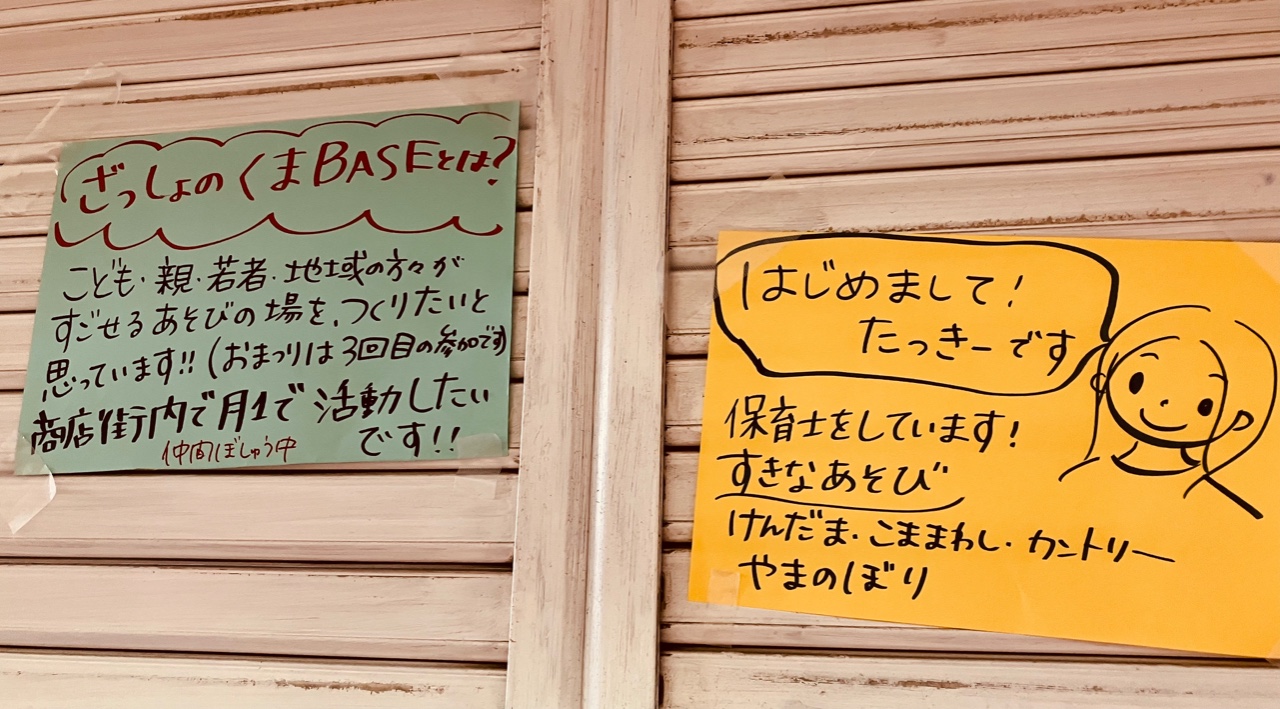 ざっしょのくまBASEとは?
こども・親・若者・地域の方々が
すごせるあそびの場を、つくりたいと
思っています!!(おまつりは3回目の参加です)
商店街内で月1で活動したい
です!!
仲間ぼしゅう中
はじめまして!
たっきーです
保育士をしています!
すきなあそび
けんだま・こままわし・カントリー
やまのぼり